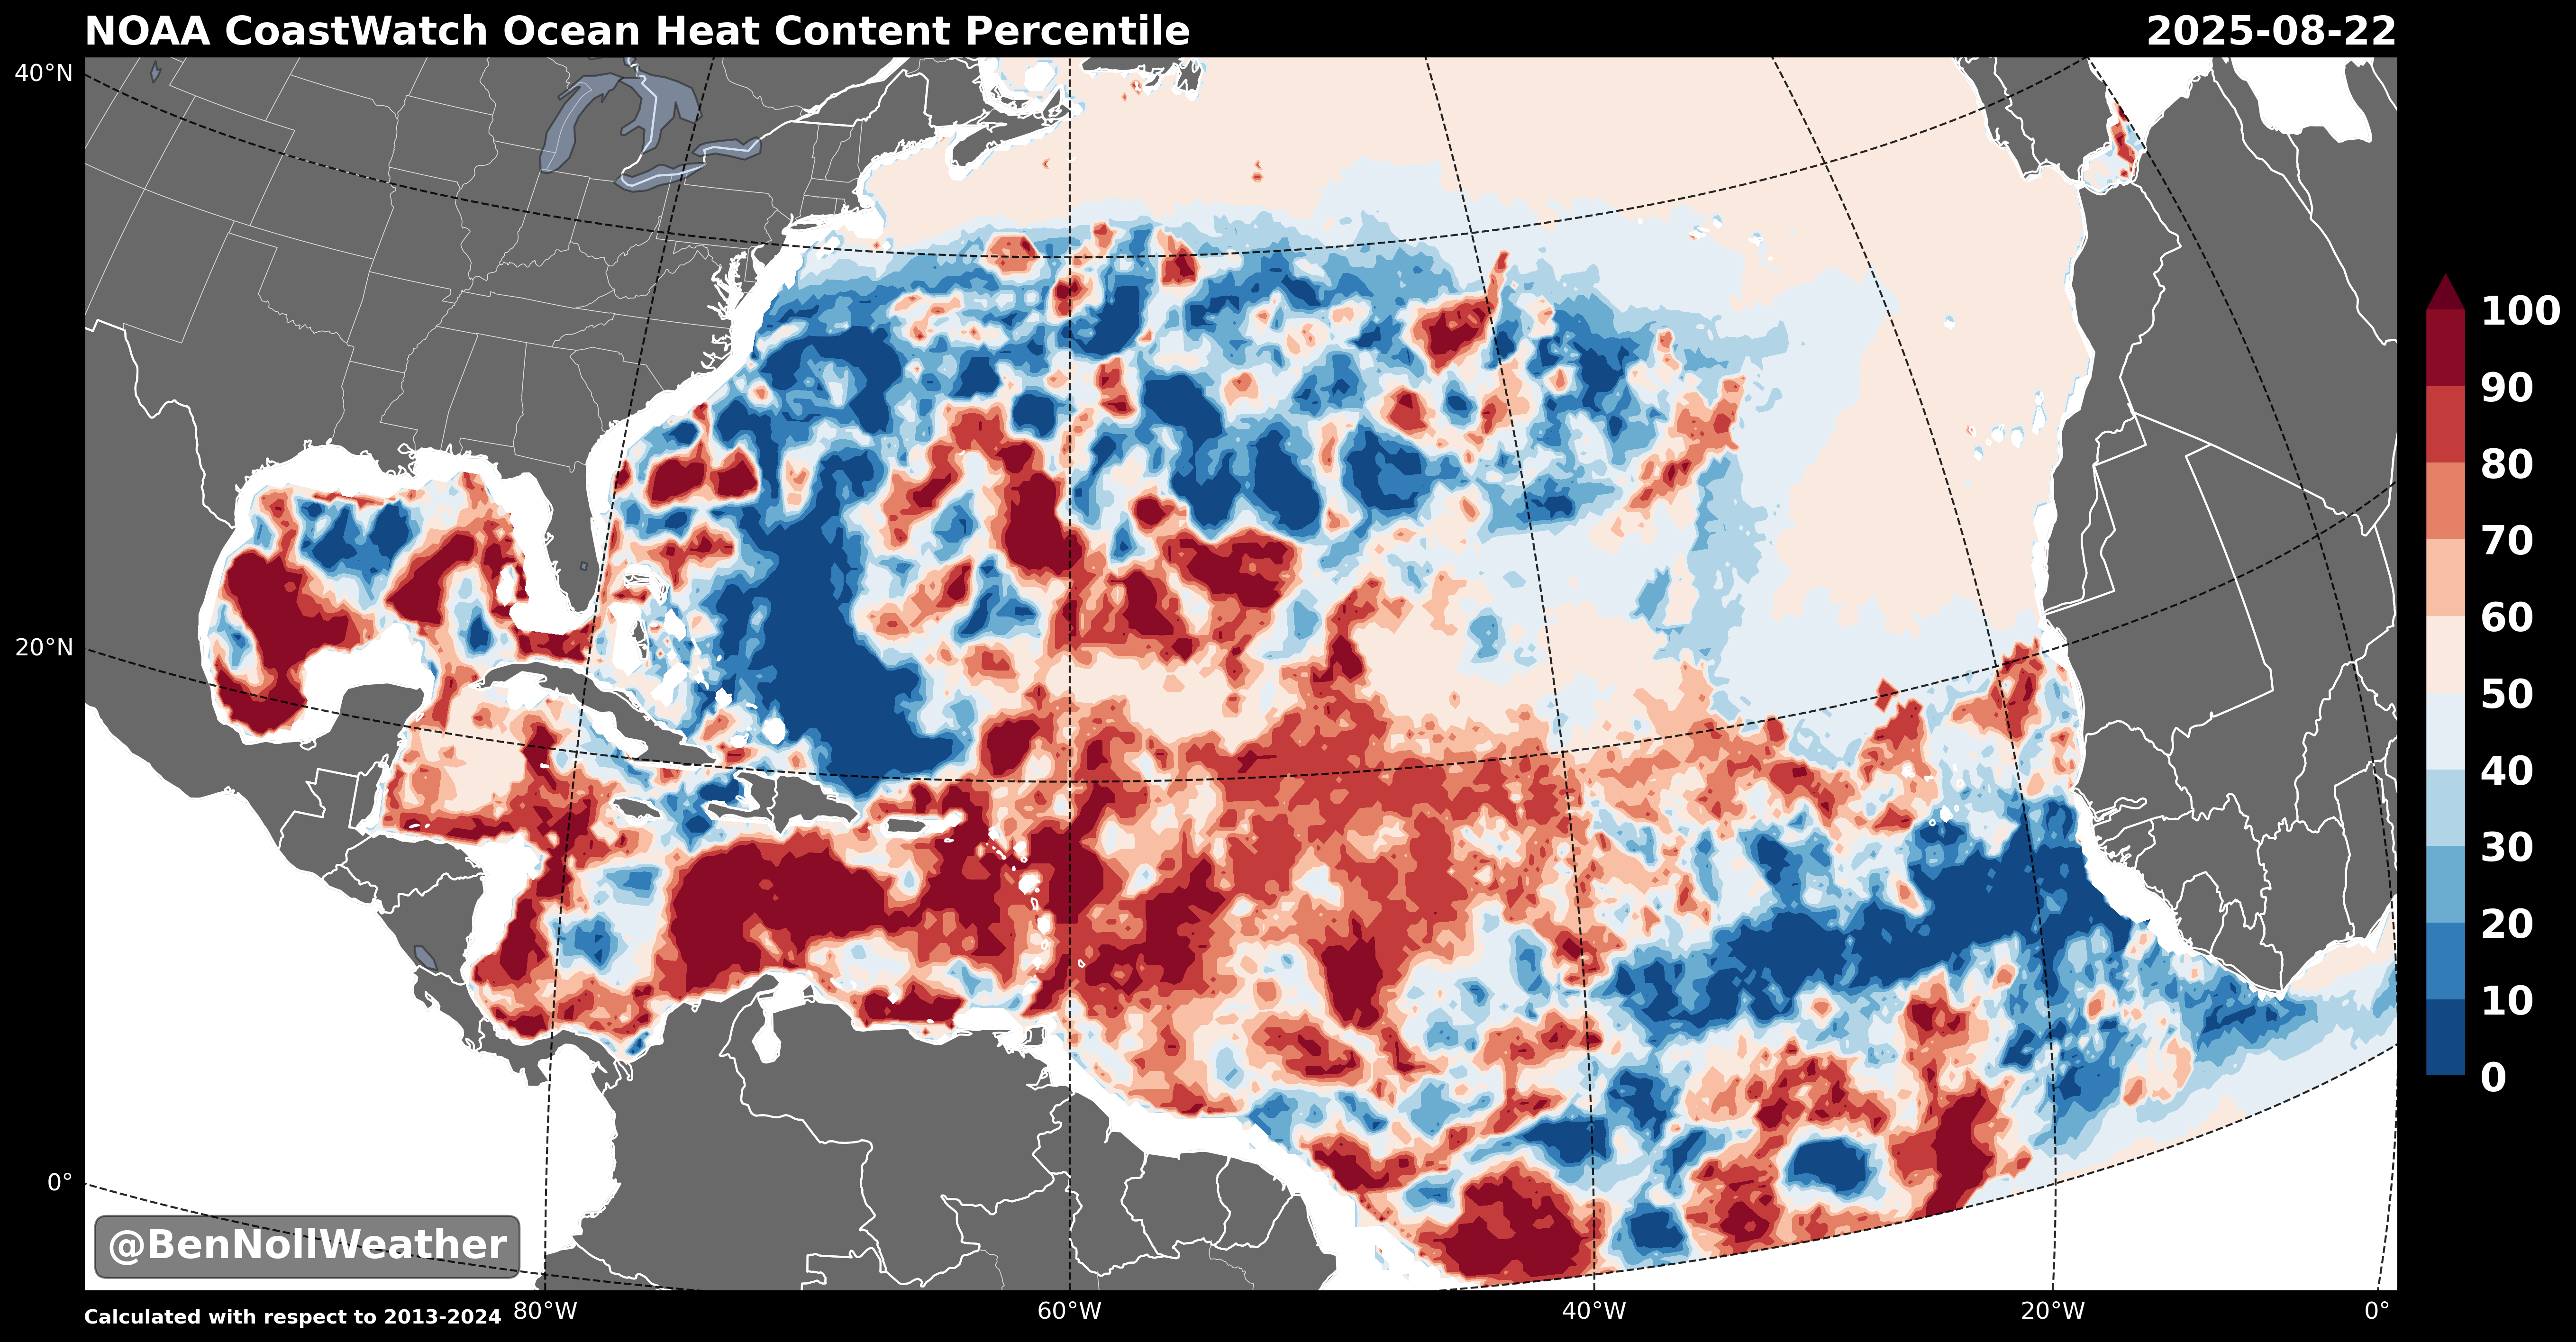 NOAA CoastWatch Ocean Heat Content Percentile
2025-08-22
40°N
20°N
0°
100
90
80
70
60
50
40
30
20
10
0
@BenNollWeather
Calculated with respect to 2013-2024
80°W
60°W
40°W
20°W
0°